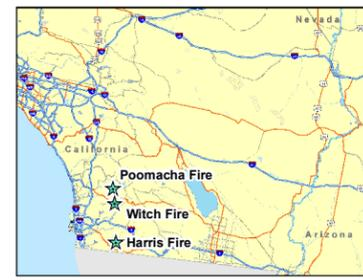 Nevada
California
Poomacha Fire
Witch Fire
Arizona
Harris Fire